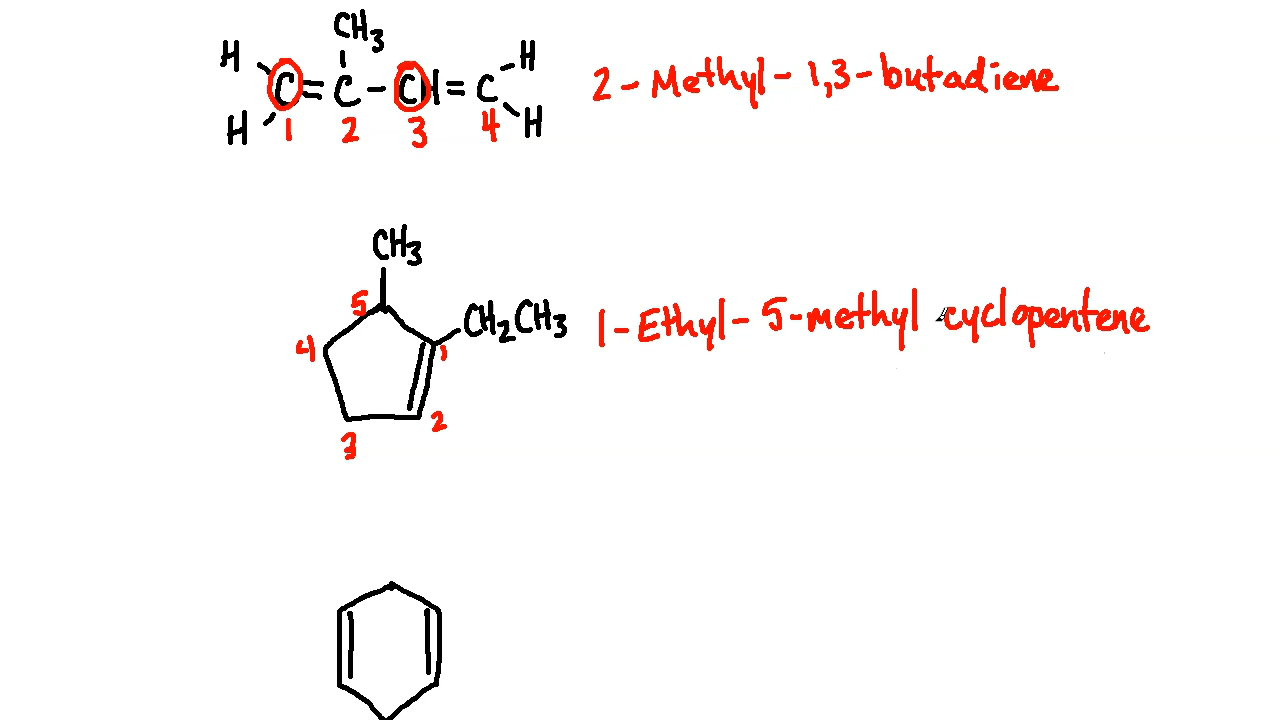 CH3
H H
C=C-CH=C 2-Methyl-1,3-butadiene
H H
1 2 3 4
CH3
5 CH2CH3 1-Ethyl-5-methyl cyclopentene
4 1
2
3